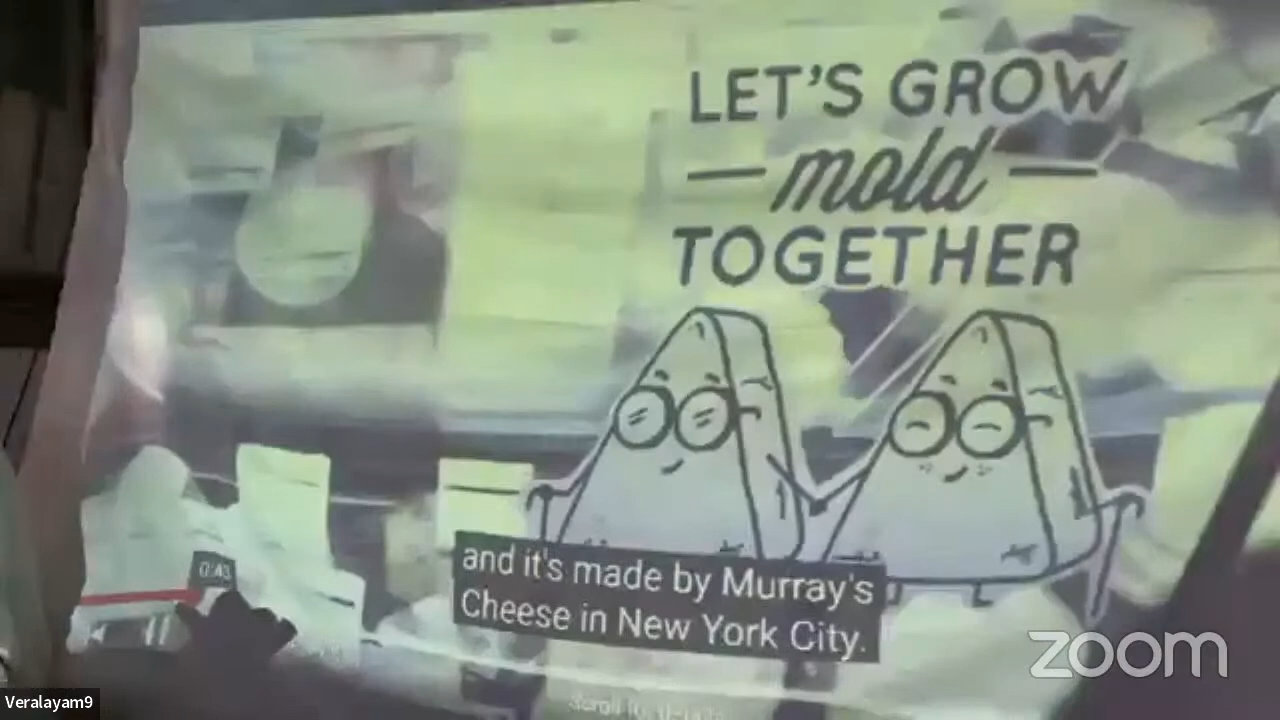 LET'S GROW
mold
TOGETHER
0:43
and it's made by Murray's
Cheese in New York City.
zoom
Veralayam9